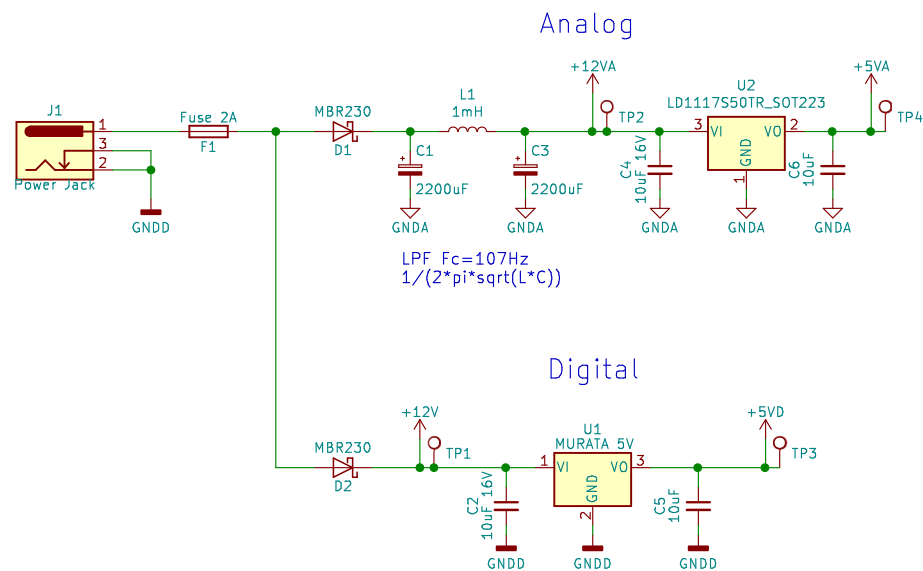 Analog
+12VA
+5VA
J1
1
3
2
Power Jack
GNDD
Fuse 2A
F1
MBR230
D1
C1
2200uF
GNDA
L1
1mH
C3
2200uF
GNDA
TP2
C4
10uF 16V
GNDA
U2
LD1117S50TR_SOT223
3
VI
VO
2
GND
1
GNDA
C6
10uF
GNDA
TP4
LPF Fc=107Hz
1/(2*pi*sqrt(L*C))
Digital
+12V
+5VD
MBR230
D2
TP1
C2
10uF 16V
GNDD
U1
MURATA 5V
1
VI
VO
3
GND
2
GNDD
C5
10uF
GNDD
TP3